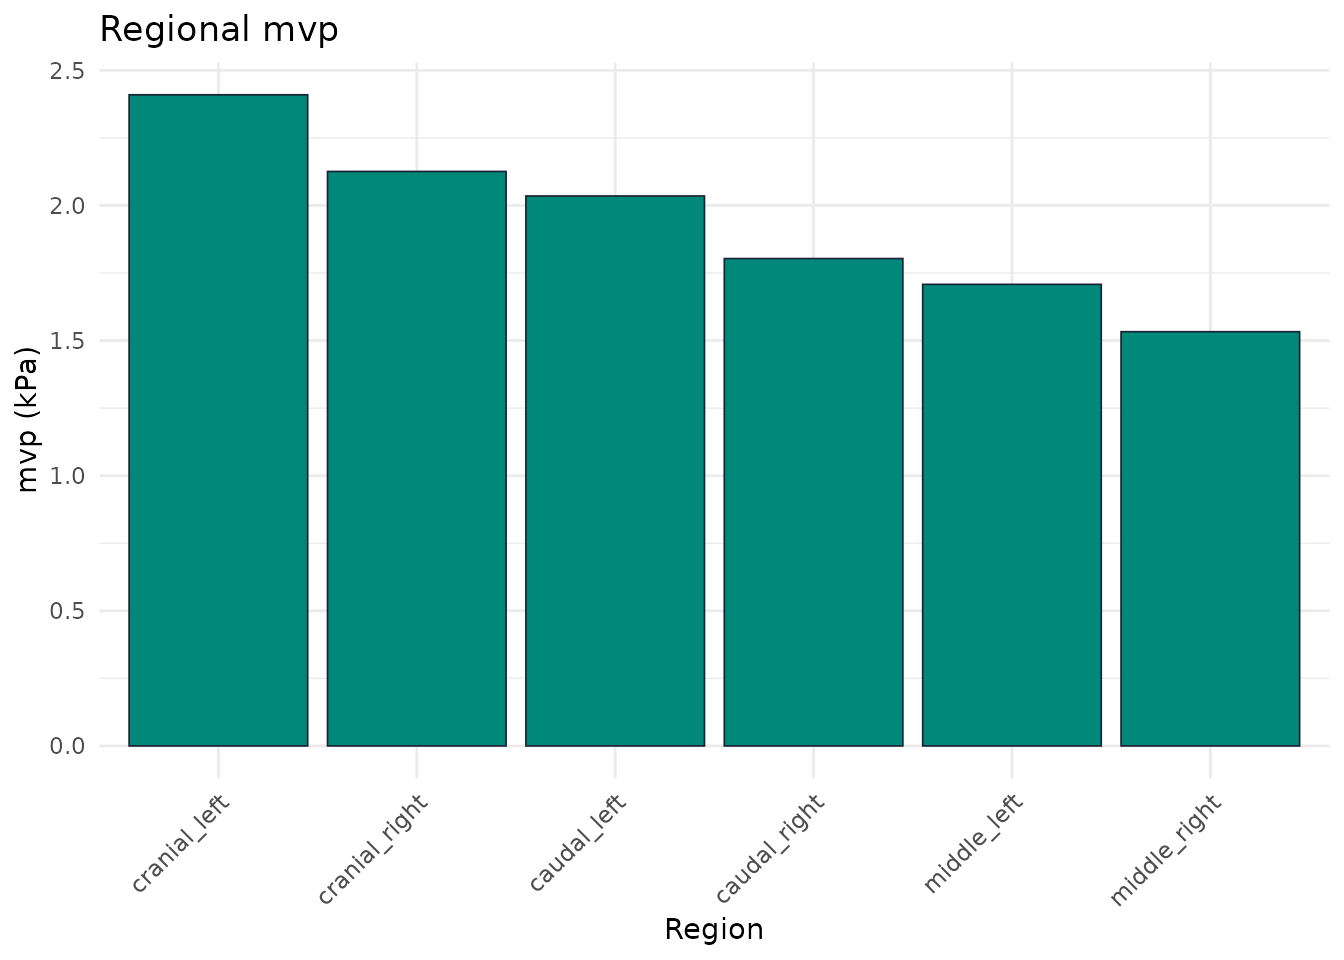 Regional mvp
mvp (kPa)
2.5
2.0
1.5
1.0
0.5
0.0
cranial_left
cranial_right
caudal_left
caudal_right
middle_left
middle_right
Region